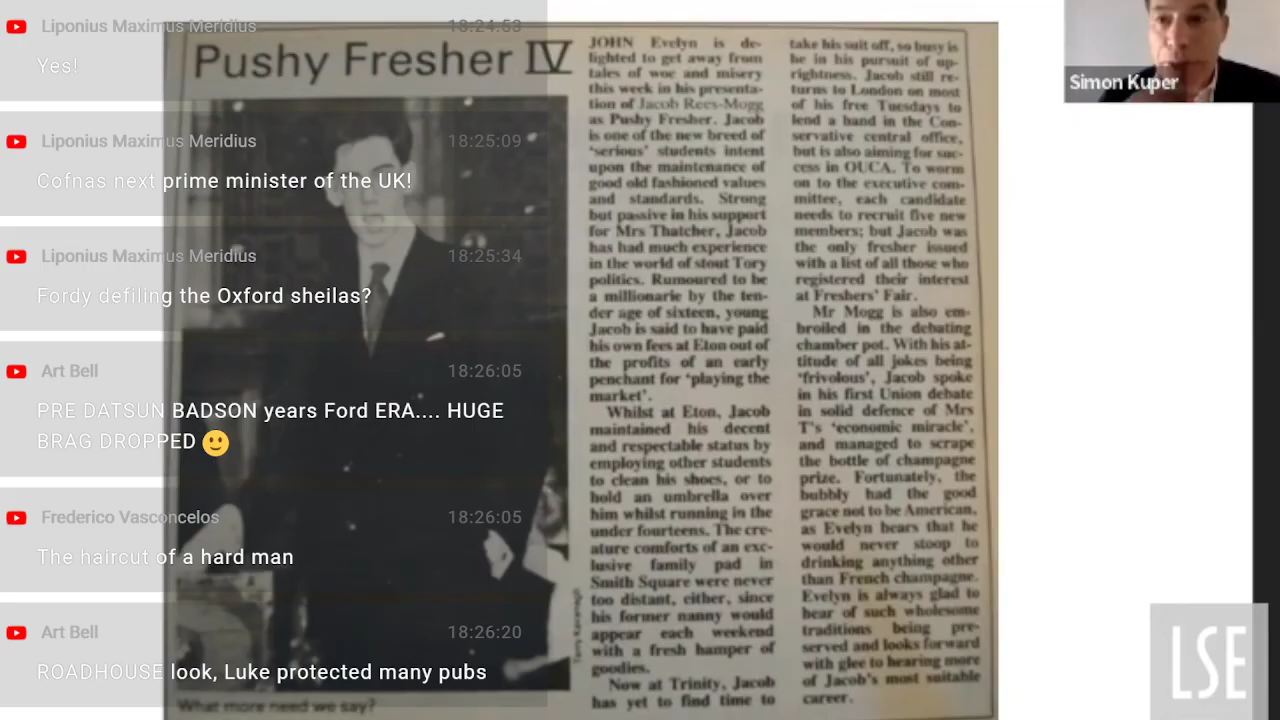 Liponius Maximus Meridius 18:24:53
Yes!
Liponius Maximus Meridius 18:25:09
Cofnas next prime minister of the UK!
Liponius Maximus Meridius 18:25:34
Fordy defiling the Oxford sheilas?
Art Bell 18:26:05
PRE DATSUN BADSON years Ford ERA.... HUGE
BRAG DROPPED
Frederico Vasconcelos 18:26:05
The haircut of a hard man
Art Bell 18:26:20
ROADHOUSE look, Luke protected many pubs
Pushy Fresher IV
Terry Kavanagh
What more need we say?
JOHN Evelyn is de-
lighted to get away from
tales of woe and misery
this week in his presenta-
tion of Jacob Rees-Mogg
as Pushy Fresher. Jacob
is one of the new breed of
'serious' students intent
upon the maintenance of
good old fashioned values
and standards. Strong
but passive in his support
for Mrs Thatcher, Jacob
has had much experience
in the world of stout Tory
politics. Rumoured to be
a millionarie by the ten-
der age of sixteen, young
Jacob is said to have paid
his own fees at Eton out of
the profits of an early
penchant for 'playing the
market'.
Whilst at Eton, Jacob
maintained his decent
and respectable status by
employing other students
to clean his shoes, or to
hold an umbrella over
him whilst running in the
under fourteens. The cre-
ature comforts of an exc-
lusive family pad in
Smith Square were never
too distant, either, since
his former nanny would
appear each weekend
with a fresh hamper of
goodies.
Now at Trinity, Jacob
has yet to find time to
take his suit off, so busy is
he in his pursuit of up-
rightness. Jacob still re-
turns to London on most
of his free Tuesdays to
lend a hand in the Con-
servative central office,
but is also aiming for suc-
cess in OUCA. To worm
on to the executive com-
mittee, each candidate
needs to recruit five new
members; but Jacob was
the only fresher issued
with a list of all those who
registered their interest
at Freshers' Fair.
Mr Mogg is also em-
broiled in the debating
chamber pot. With his at-
titude of all jokes being
'frivolous', Jacob spoke
in his first Union debate
in solid defence of Mrs
T's 'economic miracle',
and managed to scrape
the bottle of champagne
prize. Fortunately, the
bubbly had the good
grace not to be American,
as Evelyn hears that he
would never stoop to
drinking anything other
than French champagne.
Evelyn is always glad to
hear of such wholesome
traditions being pre-
served and looks forward
with glee to hearing more
of Jacob's most suitable
career.
Simon Kuper
LSE